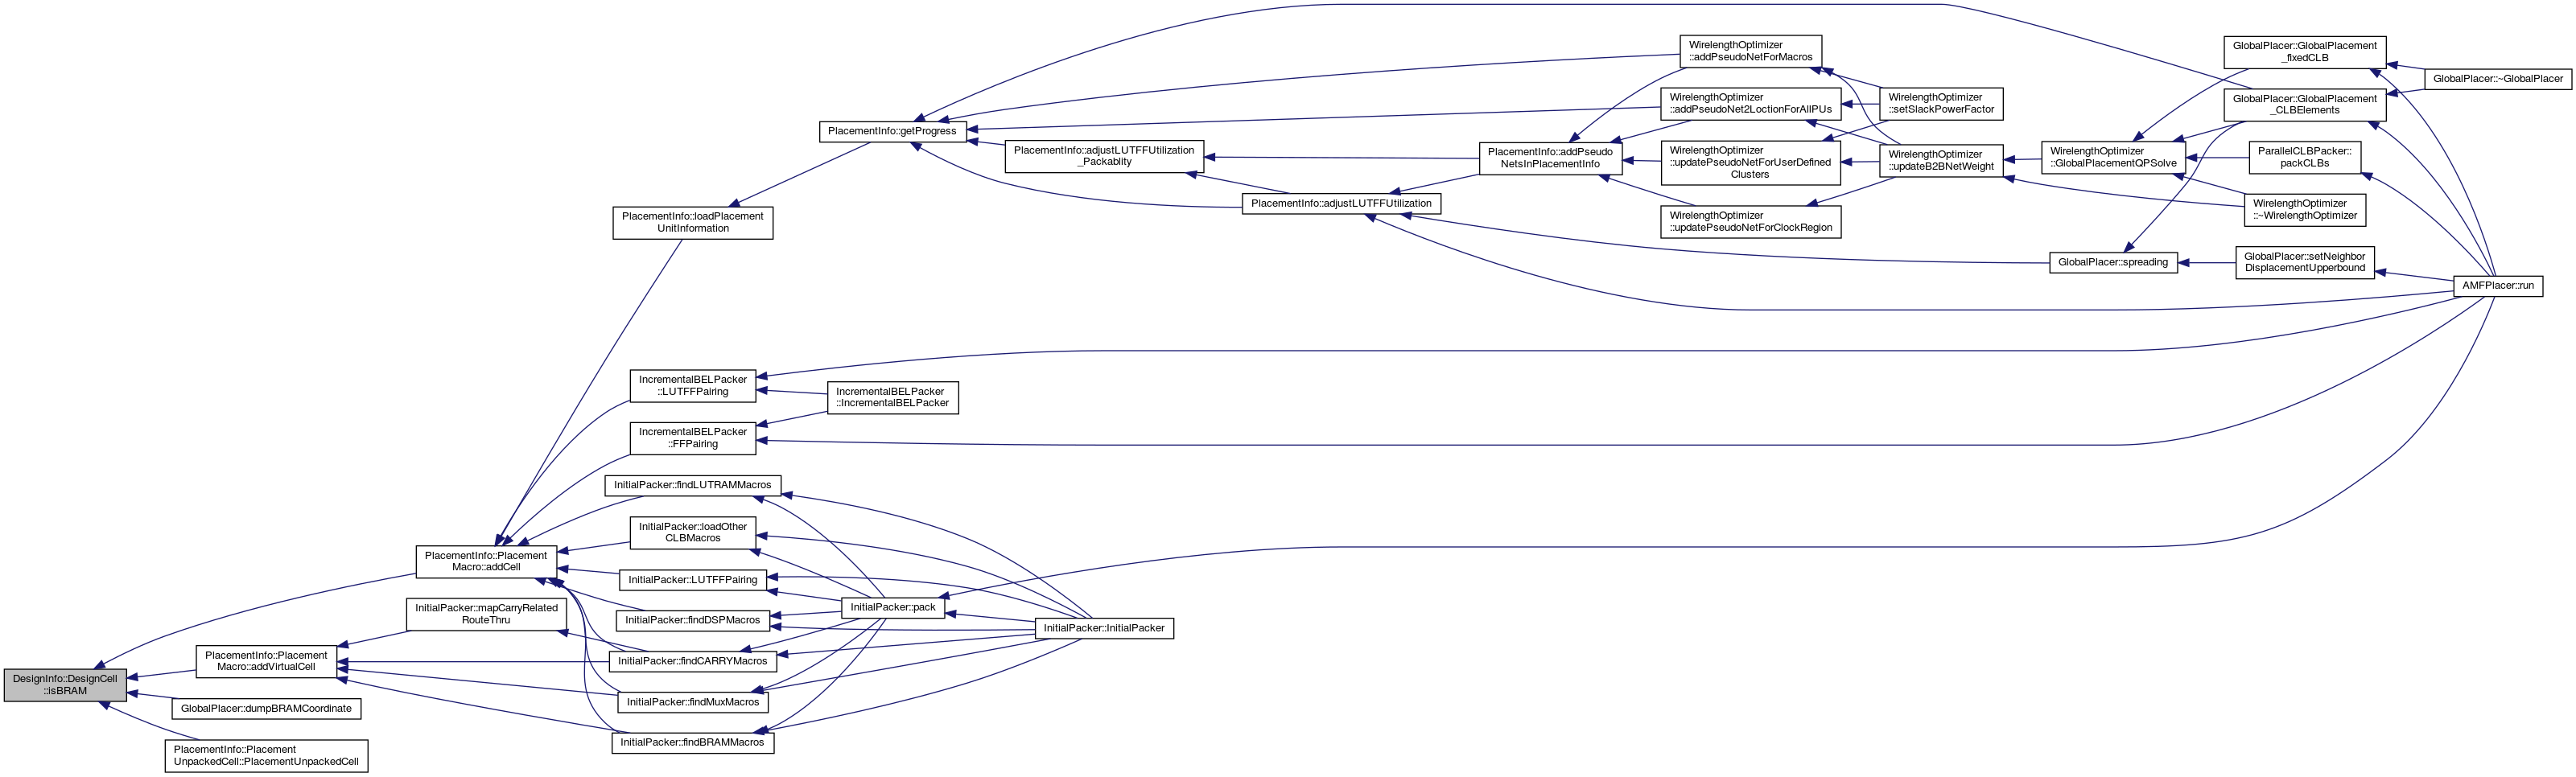 DesignInfo::DesignCell
::isBRAM
PlacementInfo::Placement
Macro::addCell
PlacementInfo::loadPlacement
UnitInformation
PlacementInfo::getProgress
WirelengthOptimizer
::addPseudoNetForMacros
WirelengthOptimizer
::setSlackPowerFactor
WirelengthOptimizer
::updateB2BNetWeight
WirelengthOptimizer
::GlobalPlacementQPSolve
GlobalPlacer::GlobalPlacement
_fixedCLB
GlobalPlacer::~GlobalPlacer
AMFPlacer::run
GlobalPlacer::GlobalPlacement
_CLBElements
ParallelCLBPacker::
packCLBs
WirelengthOptimizer
::~WirelengthOptimizer
WirelengthOptimizer
::addPseudoNet2LoctionForAllPUs
PlacementInfo::adjustLUTFFUtilization
_Packablity
PlacementInfo::addPseudo
NetsInPlacementInfo
WirelengthOptimizer
::updatePseudoNetForUserDefined
Clusters
WirelengthOptimizer
::updatePseudoNetForClockRegion
PlacementInfo::adjustLUTFFUtilization
GlobalPlacer::spreading
GlobalPlacer::setNeighbor
DisplacementUpperbound
IncrementalBELPacker
::LUTFFPairing
IncrementalBELPacker
::IncrementalBELPacker
IncrementalBELPacker
::FFPairing
InitialPacker::findLUTRAMMacros
InitialPacker::loadOther
CLBMacros
InitialPacker::LUTFFPairing
InitialPacker::findDSPMacros
InitialPacker::pack
InitialPacker::InitialPacker
InitialPacker::findCARRYMacros
InitialPacker::findMuxMacros
InitialPacker::findBRAMMacros
PlacementInfo::Placement
Macro::addVirtualCell
InitialPacker::mapCarryRelated
RouteThru
GlobalPlacer::dumpBRAMCoordinate
PlacementInfo::Placement
UnpackedCell::PlacementUnpackedCell